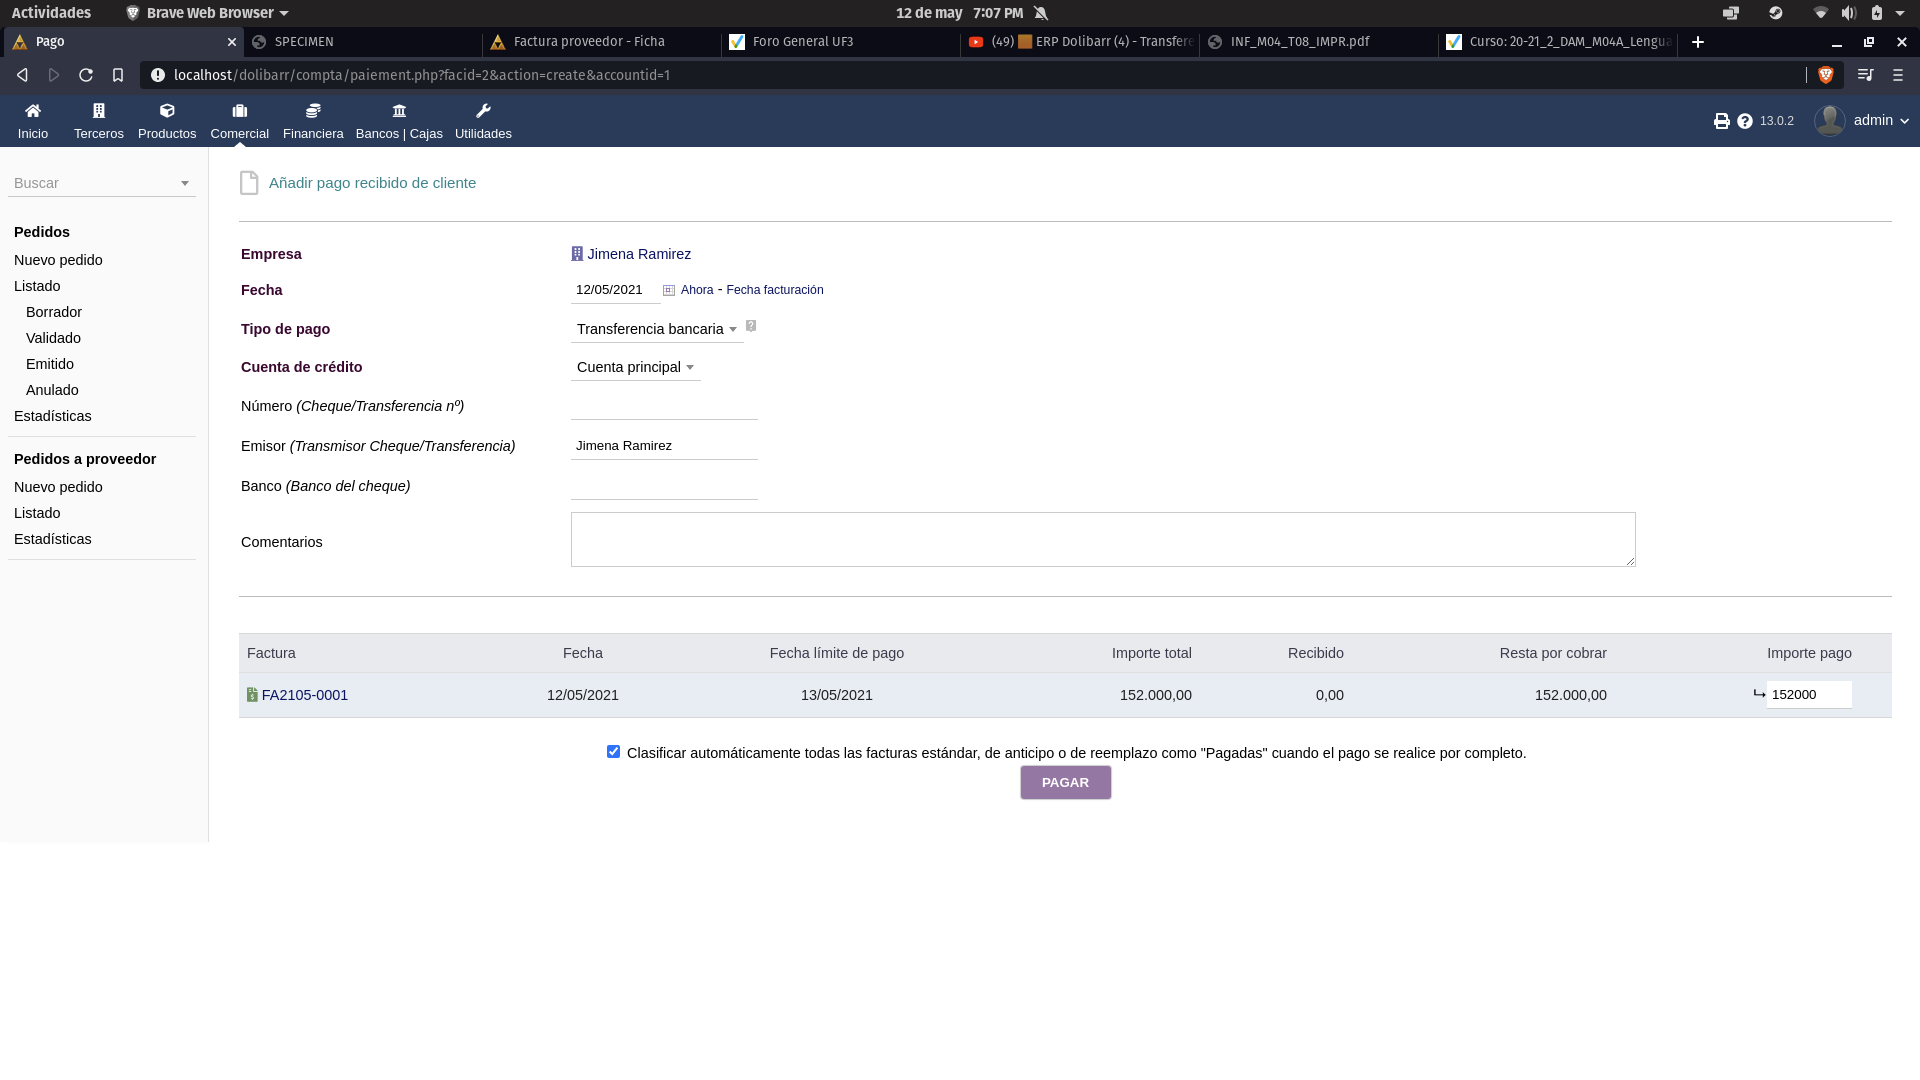 Actividades Brave Web Browser 12 de may 7:07 PM
Pago SPECIMEN Factura proveedor - Ficha Foro General UF3 (49) ERP Dolibarr (4) - Transfere INF_M04_T08_IMPR.pdf Curso: 20-21_2_DAM_M04A_Lengua
localhost/dolibarr/compta/paiement.php?facid=2&action=create&accountid=1
Inicio Terceros Productos Comercial Financiera Bancos | Cajas Utilidades 13.0.2 admin
Buscar
Pedidos
Nuevo pedido
Listado
Borrador
Validado
Emitido
Anulado
Estadísticas
Pedidos a proveedor
Nuevo pedido
Listado
Estadísticas
Añadir pago recibido de cliente
Empresa Jimena Ramirez
Fecha 12/05/2021 Ahora - Fecha facturación
Tipo de pago Transferencia bancaria
Cuenta de crédito Cuenta principal
Número (Cheque/Transferencia nº)
Emisor (Transmisor Cheque/Transferencia) Jimena Ramirez
Banco (Banco del cheque)
Comentarios
Factura Fecha Fecha límite de pago Importe total Recibido Resta por cobrar Importe pago
FA2105-0001 12/05/2021 13/05/2021 152.000,00 0,00 152.000,00 152000
Clasificar automáticamente todas las facturas estándar, de anticipo o de reemplazo como "Pagadas" cuando el pago se realice por completo.
PAGAR